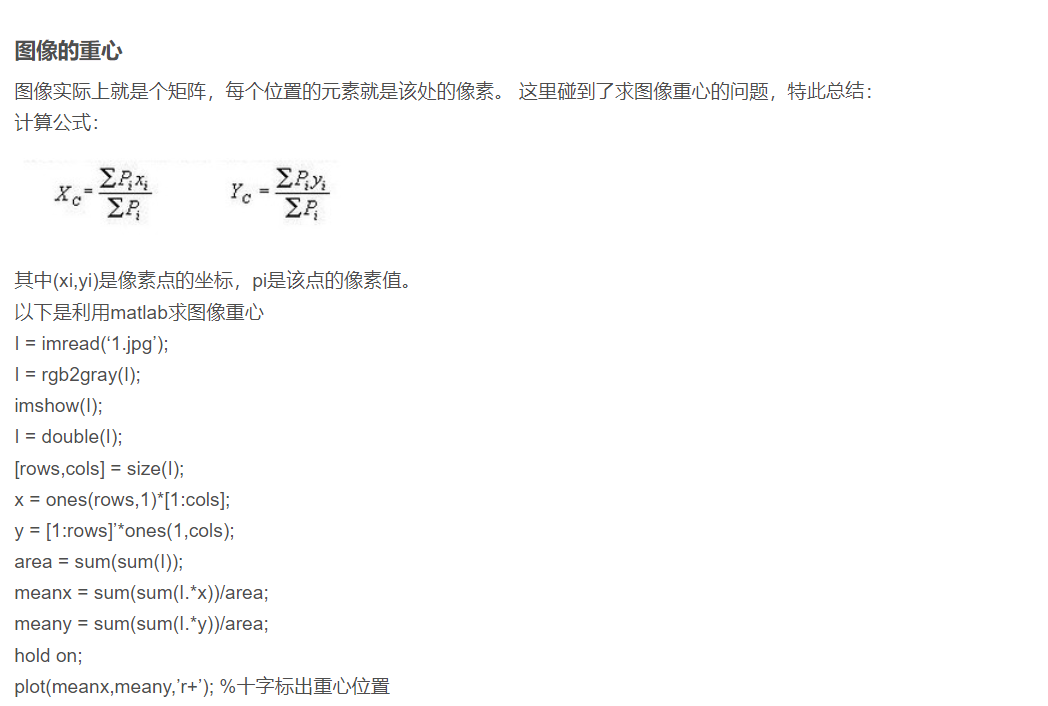 图像的重心
图像实际上就是个矩阵，每个位置的元素就是该处的像素。 这里碰到了求图像重心的问题，特此总结：
计算公式：
X_C = ∑P_i x_i / ∑P_i    Y_C = ∑P_i y_i / ∑P_i
其中(xi,yi)是像素点的坐标，pi是该点的像素值。
以下是利用matlab求图像重心
I = imread(‘1.jpg’);
I = rgb2gray(I);
imshow(I);
I = double(I);
[rows,cols] = size(I);
x = ones(rows,1)*[1:cols];
y = [1:rows]’*ones(1,cols);
area = sum(sum(I));
meanx = sum(sum(I.*x))/area;
meany = sum(sum(I.*y))/area;
hold on;
plot(meanx,meany,’r+’); %十字标出重心位置